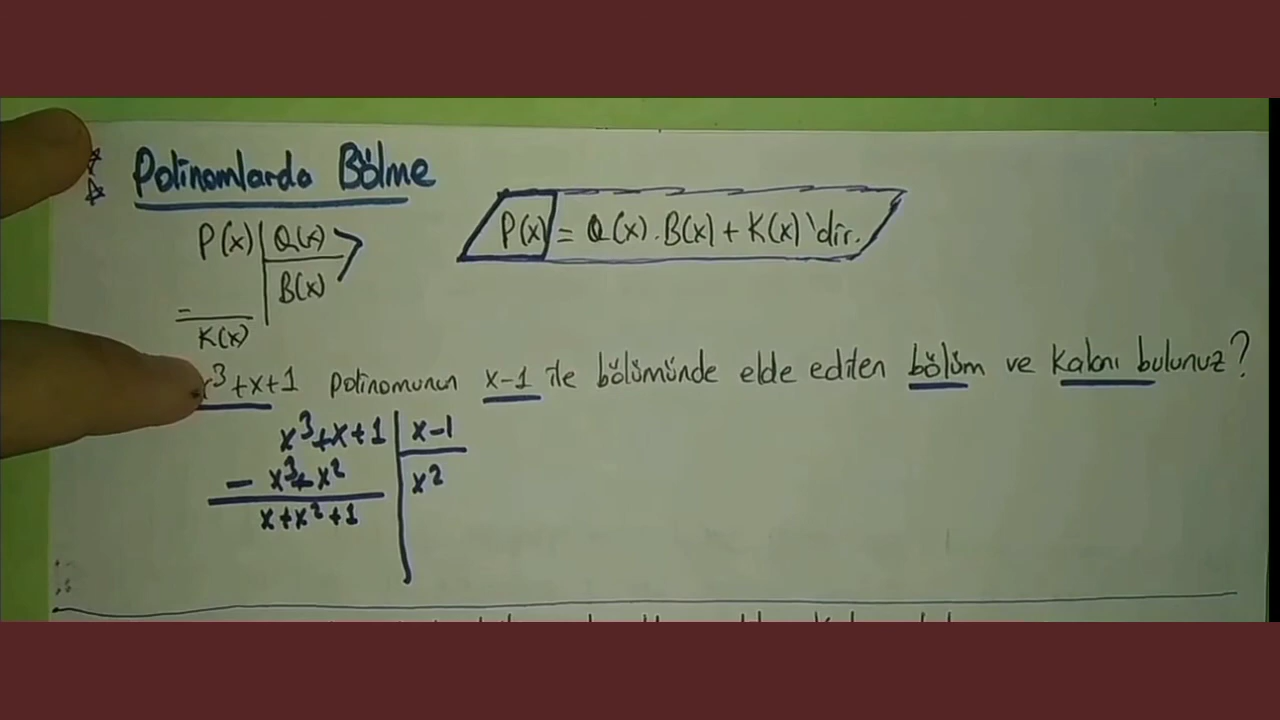 Polinomlarda Bölme
P(x) Q(x)
B(x)
K(x)
P(x) = Q(x).B(x)+K(x)'dir.
x³+x+1 polinomunun x-1 ile bölümünde elde edilen bölüm ve kalanı bulunuz?
x³+x+1 x-1
- x³+x² x²
x+x²+1